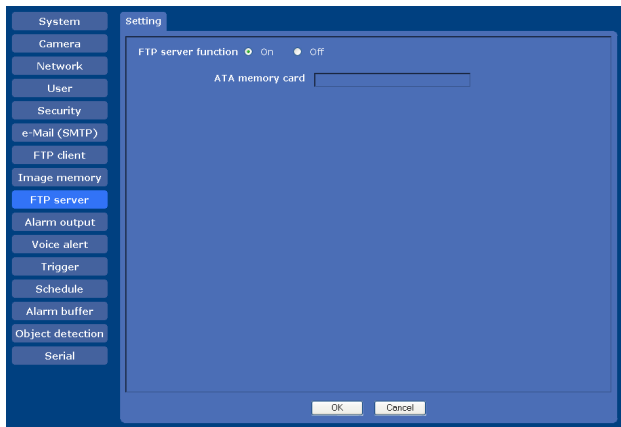 System
Camera
Network
User
Security
e-Mail (SMTP)
FTP client
Image memory
FTP server
Alarm output
Voice alert
Trigger
Schedule
Alarm buffer
Object detection
Serial
Setting
FTP server function On Off
ATA memory card
OK Cancel